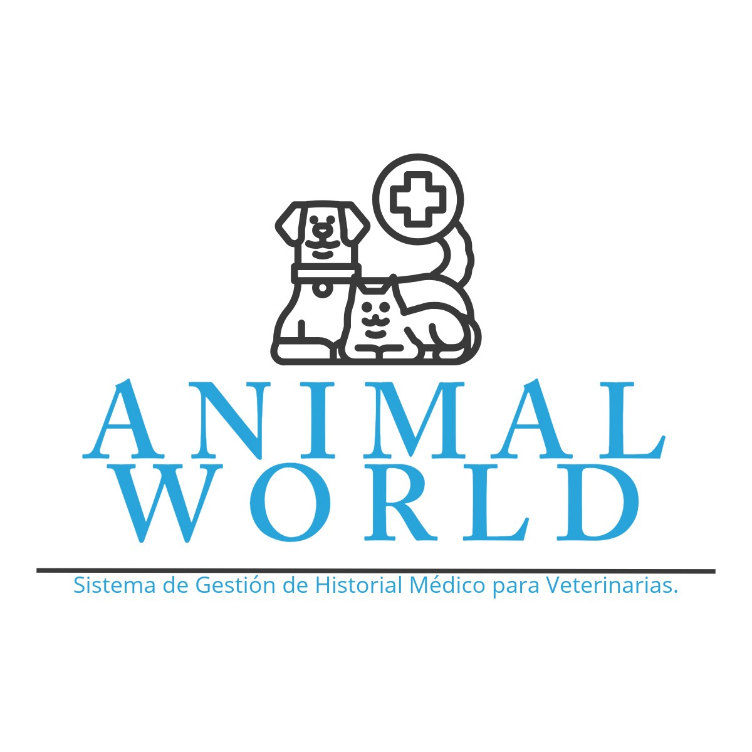 ANIMAL
WORLD
Sistema de Gestión de Historial Médico para Veterinarias.